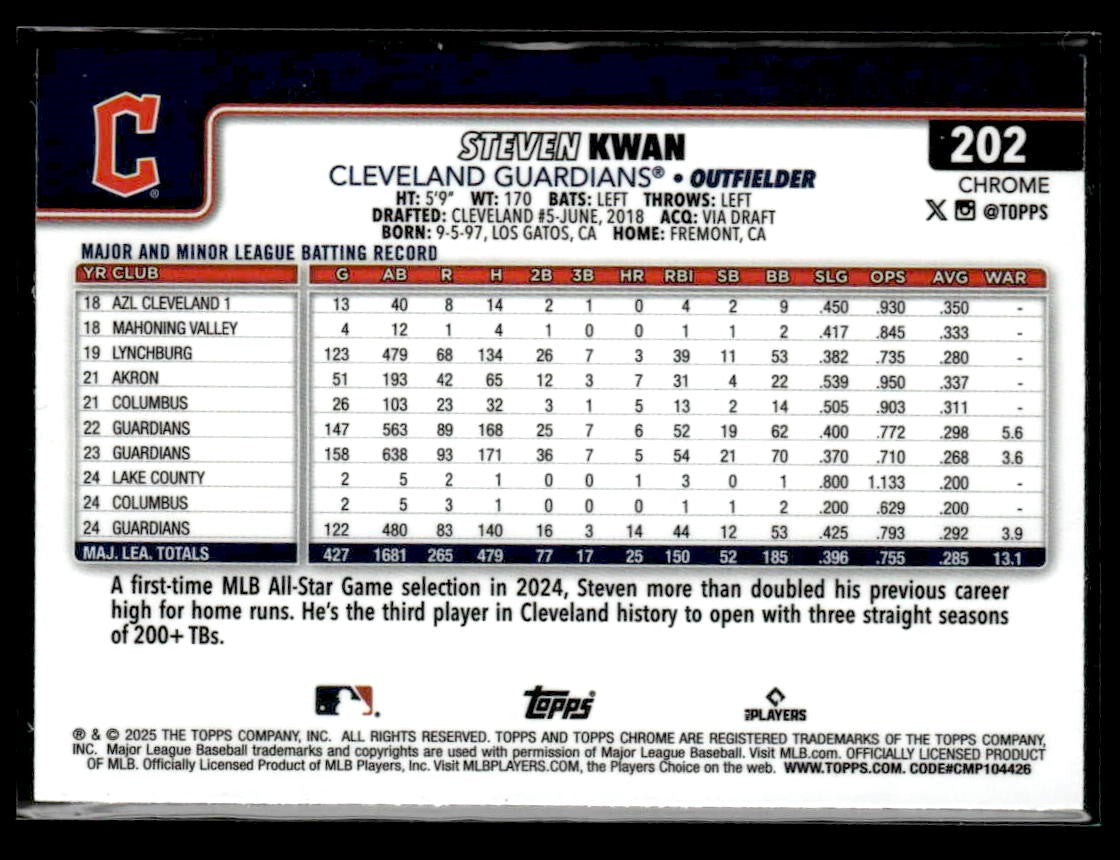 C
®
STEVEN KWAN
202
CLEVELAND GUARDIANS® • OUTFIELDER
CHROME
HT: 5'9" WT: 170 BATS: LEFT THROWS: LEFT
X @TOPPS
DRAFTED: CLEVELAND #5-JUNE, 2018 ACQ: VIA DRAFT
BORN: 9-5-97, LOS GATOS, CA HOME: FREMONT, CA
MAJOR AND MINOR LEAGUE BATTING RECORD
YR CLUB G AB R H 2B 3B HR RBI SB BB SLG OPS AVG WAR
18 AZL CLEVELAND 1 13 40 8 14 2 1 0 4 2 9 .450 .930 .350 -
18 MAHONING VALLEY 4 12 1 4 1 0 0 1 1 2 .417 .845 .333 -
19 LYNCHBURG 123 479 68 134 26 7 3 39 11 53 .382 .735 .280 -
21 AKRON 51 193 42 65 12 3 7 31 4 22 .539 .950 .337 -
21 COLUMBUS 26 103 23 32 3 1 5 13 2 14 .505 .903 .311 -
22 GUARDIANS 147 563 89 168 25 7 6 52 19 62 .400 .772 .298 5.6
23 GUARDIANS 158 638 93 171 36 7 5 54 21 70 .370 .710 .268 3.6
24 LAKE COUNTY 2 5 2 1 0 0 1 3 0 1 .800 1.133 .200 -
24 COLUMBUS 2 5 3 1 0 0 0 1 1 2 .200 .629 .200 -
24 GUARDIANS 122 480 83 140 16 3 14 44 12 53 .425 .793 .292 3.9
MAJ. LEA. TOTALS 427 1681 265 479 77 17 25 150 52 185 .396 .755 .285 13.1
A first-time MLB All-Star Game selection in 2024, Steven more than doubled his previous career
high for home runs. He's the third player in Cleveland history to open with three straight seasons
of 200+ TBs.
Topps® MLBPLAYERS
® & © 2025 THE TOPPS COMPANY, INC. ALL RIGHTS RESERVED. TOPPS AND TOPPS CHROME ARE REGISTERED TRADEMARKS OF THE TOPPS COMPANY,
INC. Major League Baseball trademarks and copyrights are used with permission of Major League Baseball. Visit MLB.com. OFFICIALLY LICENSED PRODUCT
OF MLB. Officially Licensed Product of MLB Players, Inc. Visit MLBPLAYERS.COM, the Players Choice on the web. WWW.TOPPS.COM. CODE#CMP104426